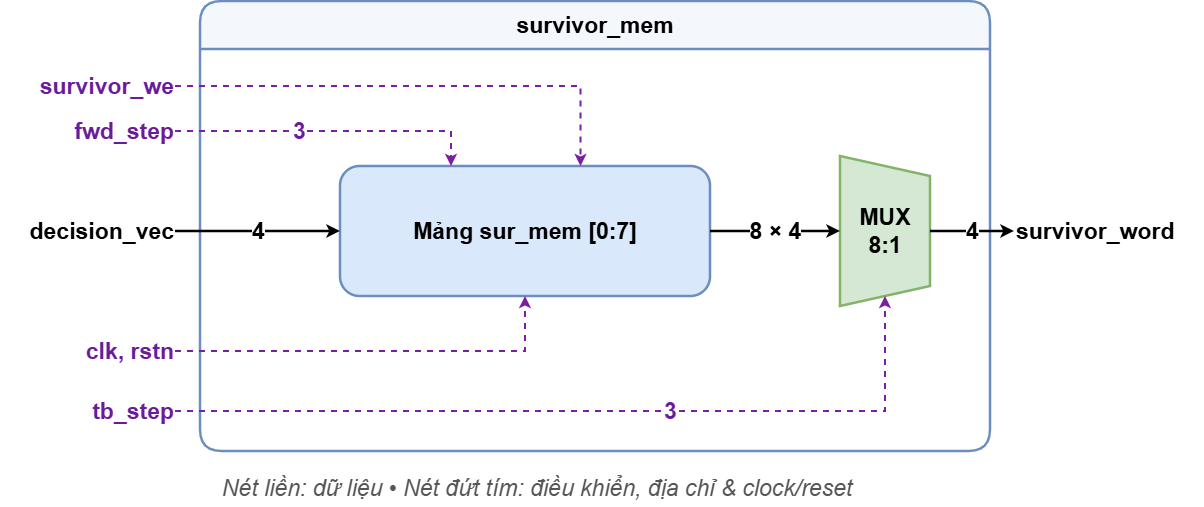 survivor_mem
survivor_we
fwd_step
3
decision_vec
4
Mảng sur_mem [0:7]
8 × 4
MUX
8:1
4
survivor_word
clk, rstn
tb_step
3
Nét liền: dữ liệu • Nét đứt tím: điều khiển, địa chỉ & clock/reset